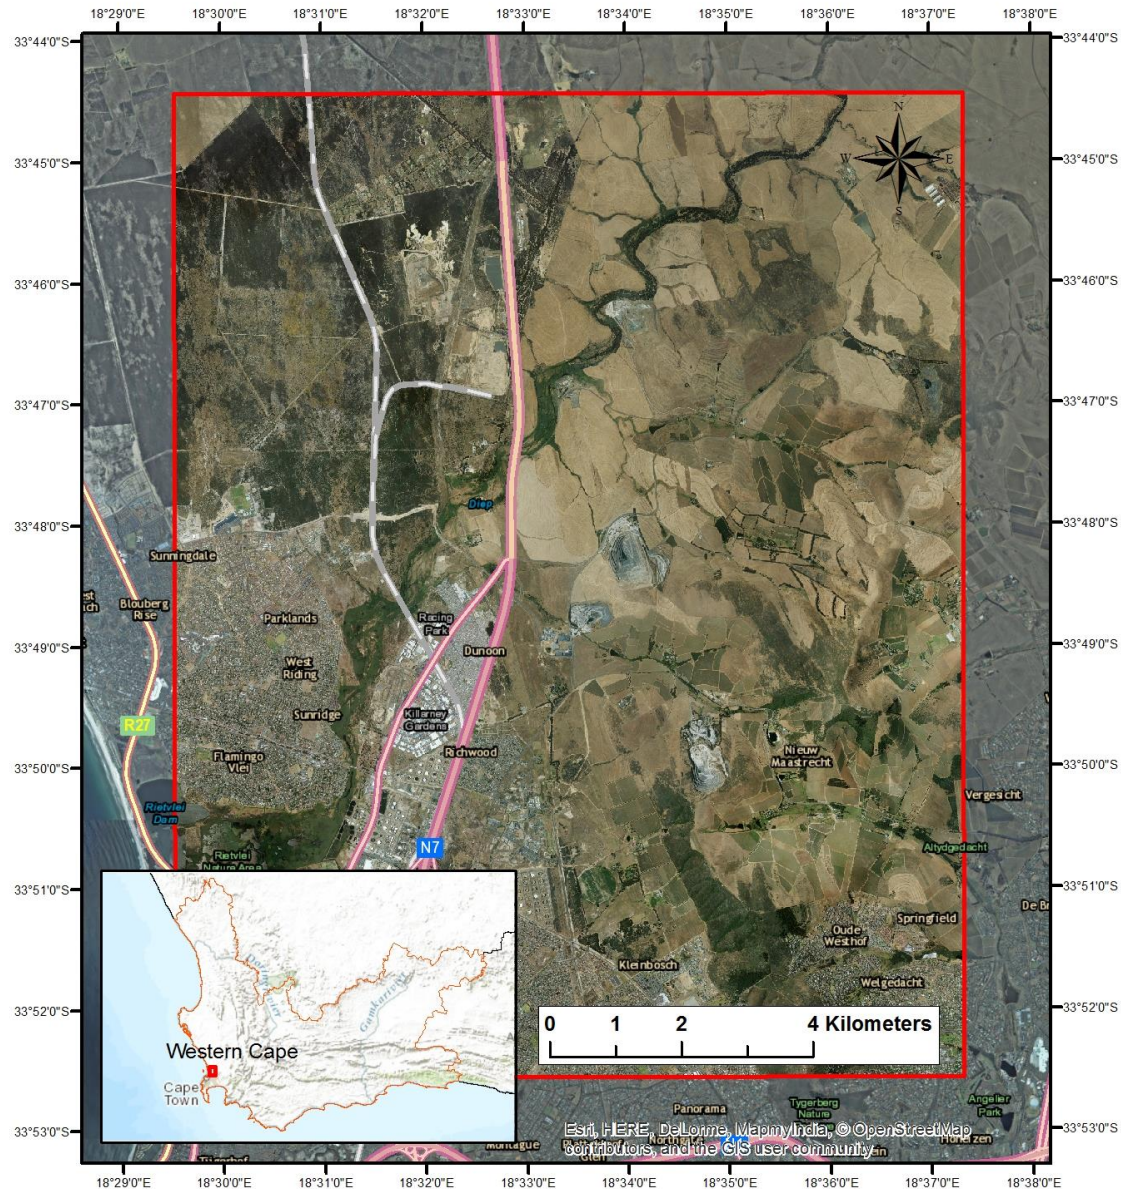 18°29'0"E 18°30'0"E 18°31'0"E 18°32'0"E 18°33'0"E 18°34'0"E 18°35'0"E 18°36'0"E 18°37'0"E 18°38'0"E
33°44'0"S 33°44'0"S
N
W E
S
33°45'0"S 33°45'0"S
33°46'0"S 33°46'0"S
33°47'0"S 33°47'0"S
Diep
33°48'0"S 33°48'0"S
Sunningdale
Blouberg
Rise
Parklands
Racing
Park
33°49'0"S 33°49'0"S
Dunoon
West
Riding
Sunridge
Killarney
Gardens
R27
Richwood
Flamingo
Vlei
Nieuw
Maastrecht
33°50'0"S 33°50'0"S
Vergesicht
Rietvlei
Dam
N7
Altydgedacht
Rietvlei
Nature Area
33°51'0"S 33°51'0"S
De Br
Springfield
Oude
Westhof
Kleinbosch
Welgedacht
33°52'0"S 33°52'0"S
Gamkarivier
Western Cape
Cape
Town
0 1 2 4 Kilometers
Panorama
Tygerberg
Nature
Angelier
Park
33°53'0"S 33°53'0"S
Esri, HERE, DeLorme, MapmyIndia, © OpenStreetMap
contributors, and the GIS user community
18°29'0"E 18°30'0"E 18°31'0"E 18°32'0"E 18°33'0"E 18°34'0"E 18°35'0"E 18°36'0"E 18°37'0"E